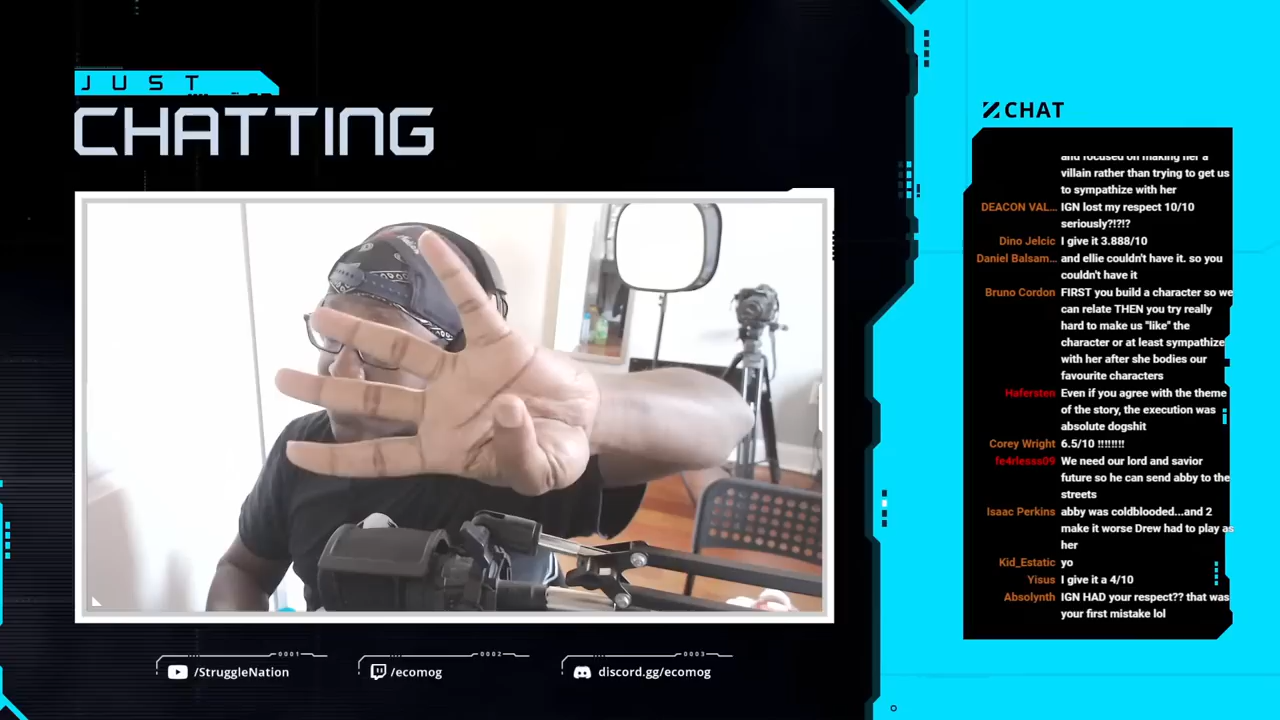 JUST
CHATTING
CHAT
and focused on making her a
villain rather than trying to get us
to sympathize with her
DEACON VAL... IGN lost my respect 10/10
seriously?!?!?
Dino Jelcic I give it 3.888/10
Daniel Balsam... and ellie couldn't have it. so you
couldn't have it
Bruno Cordon FIRST you build a character so we
can relate THEN you try really
hard to make us "like" the
character or at least sympathize
with her after she bodies our
favourite characters
Hafersten Even if you agree with the theme
of the story, the execution was
absolute dogshit
Corey Wright 6.5/10 !!!!!!!!
fe4rlesss09 We need our lord and savior
future so he can send abby to the
streets
Isaac Perkins abby was coldblooded...and 2
make it worse Drew had to play as
her
Kid_Estatic yo
Yisus I give it a 4/10
Absolynth IGN HAD your respect?? that was
your first mistake lol
0001 0002 0003
/StruggleNation /ecomog discord.gg/ecomog